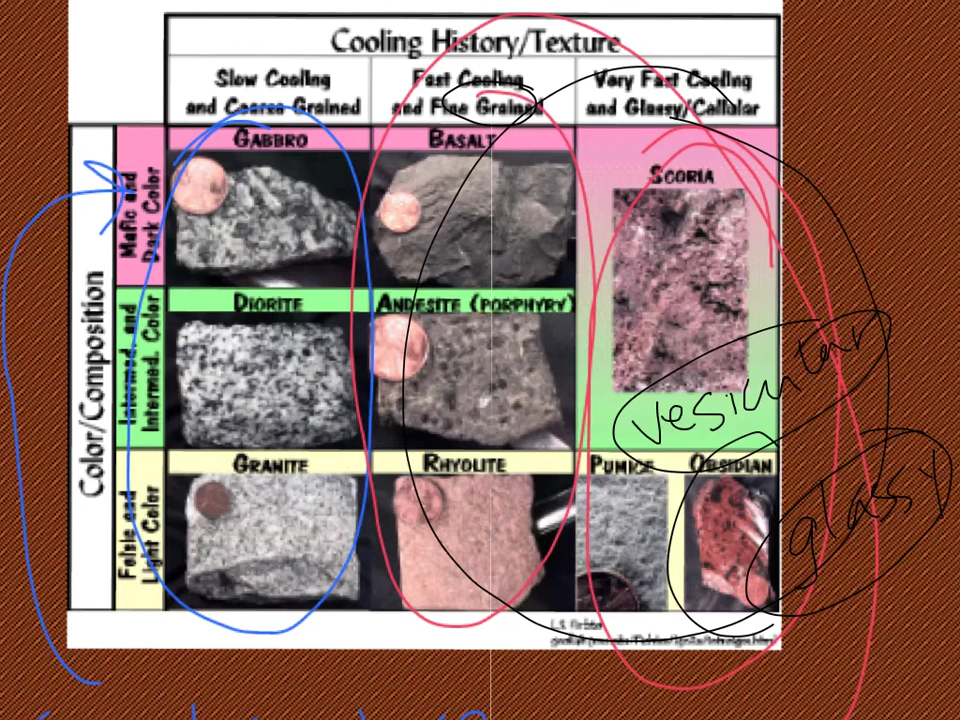 Cooling History/Texture
Slow Cooling and Coarse Grained
Fast Cooling and Fine Grained
Very Fast Cooling and Glassy/Cellular
Color/Composition
Mafic and Dark Color
GABBRO
BASALT
SCORIA
Intermed. and Intermed. Color
DIORITE
ANDESITE (PORPHYRY)
vesicular
Felsic and Light Color
GRANITE
RHYOLITE
PUMICE
OBSIDIAN
glassy